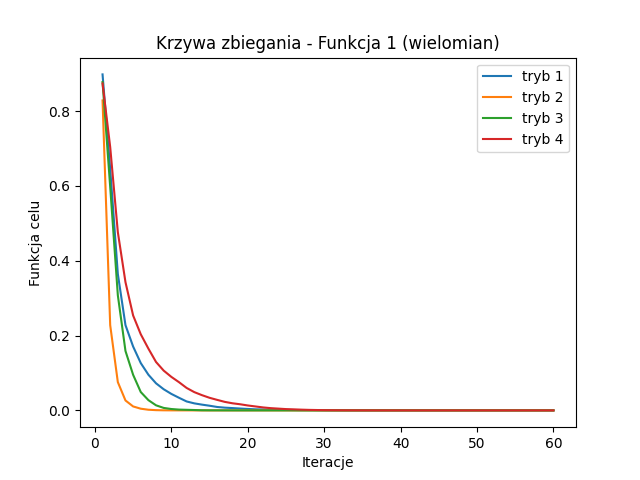 Krzywa zbiegania - Funkcja 1 (wielomian)
tryb 1
tryb 2
tryb 3
tryb 4
Funkcja celu
0.8
0.6
0.4
0.2
0.0
0 10 20 30 40 50 60
Iteracje